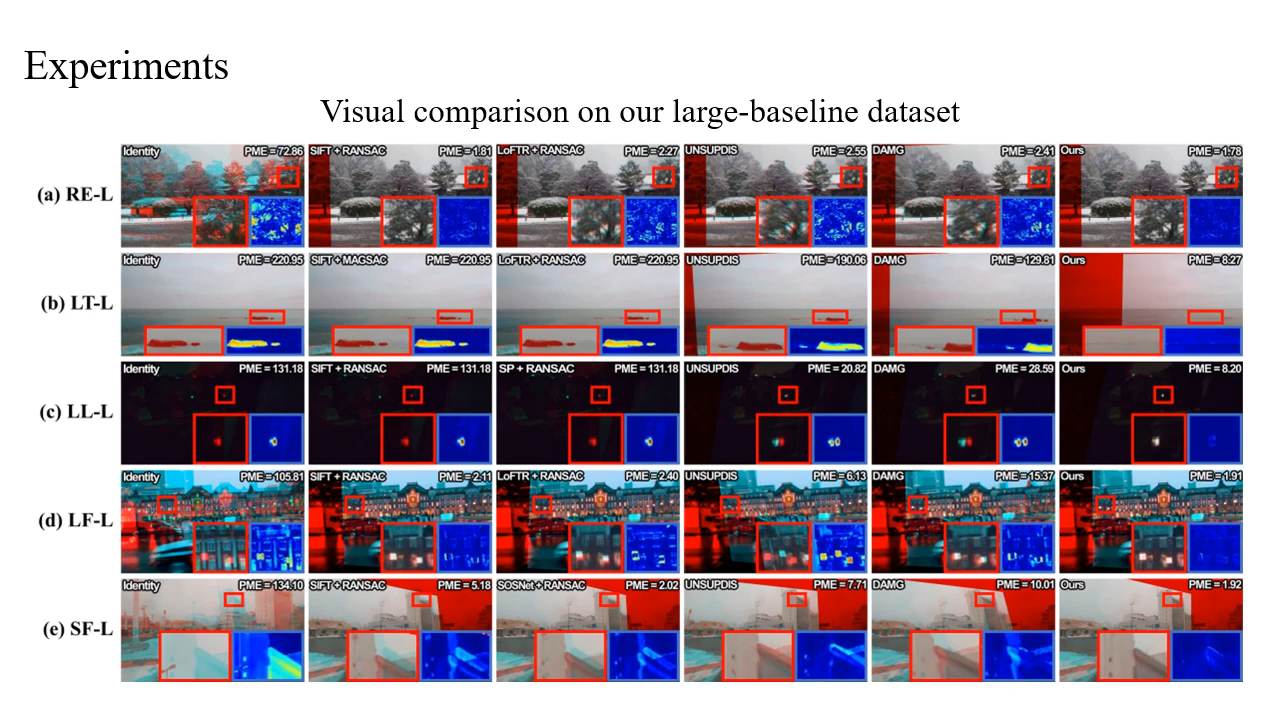 Experiments
Visual comparison on our large-baseline dataset
(a) RE-L
Identity PME = 72.86
SIFT + RANSAC PME = 1.81
LoFTR + RANSAC PME = 2.27
UNSUPDIS PME = 2.55
DAMG PME = 2.41
Ours PME = 1.78
(b) LT-L
Identity PME = 220.95
SIFT + MAGSAC PME = 220.95
LoFTR + RANSAC PME = 220.95
UNSUPDIS PME = 190.06
DAMG PME = 129.81
Ours PME = 8.27
(c) LL-L
Identity PME = 131.18
SIFT + RANSAC PME = 131.18
SP + RANSAC PME = 131.18
UNSUPDIS PME = 20.82
DAMG PME = 28.59
Ours PME = 8.20
(d) LF-L
Identity PME = 105.81
SIFT + RANSAC PME = 2.11
LoFTR + RANSAC PME = 2.40
UNSUPDIS PME = 6.13
DAMG PME = 15.37
Ours PME = 1.91
(e) SF-L
Identity PME = 134.10
SIFT + RANSAC PME = 5.18
SOSNet + RANSAC PME = 2.02
UNSUPDIS PME = 7.71
DAMG PME = 10.01
Ours PME = 1.92